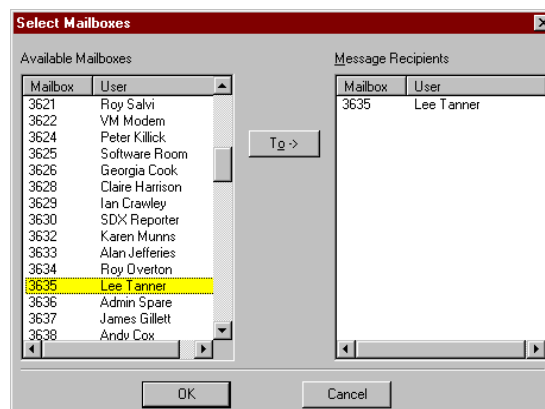 Select Mailboxes
Available Mailboxes
Mailbox User
3621 Roy Salvi
3622 VM Modem
3624 Peter Killick
3625 Software Room
3626 Georgia Cook
3628 Claire Harrison
3629 Ian Crawley
3630 SDX Reporter
3632 Karen Munns
3633 Alan Jefferies
3634 Roy Overton
3635 Lee Tanner
3636 Admin Spare
3637 James Gillett
3638 Andy Cox
To ->
Message Recipients
Mailbox User
3635 Lee Tanner
OK
Cancel